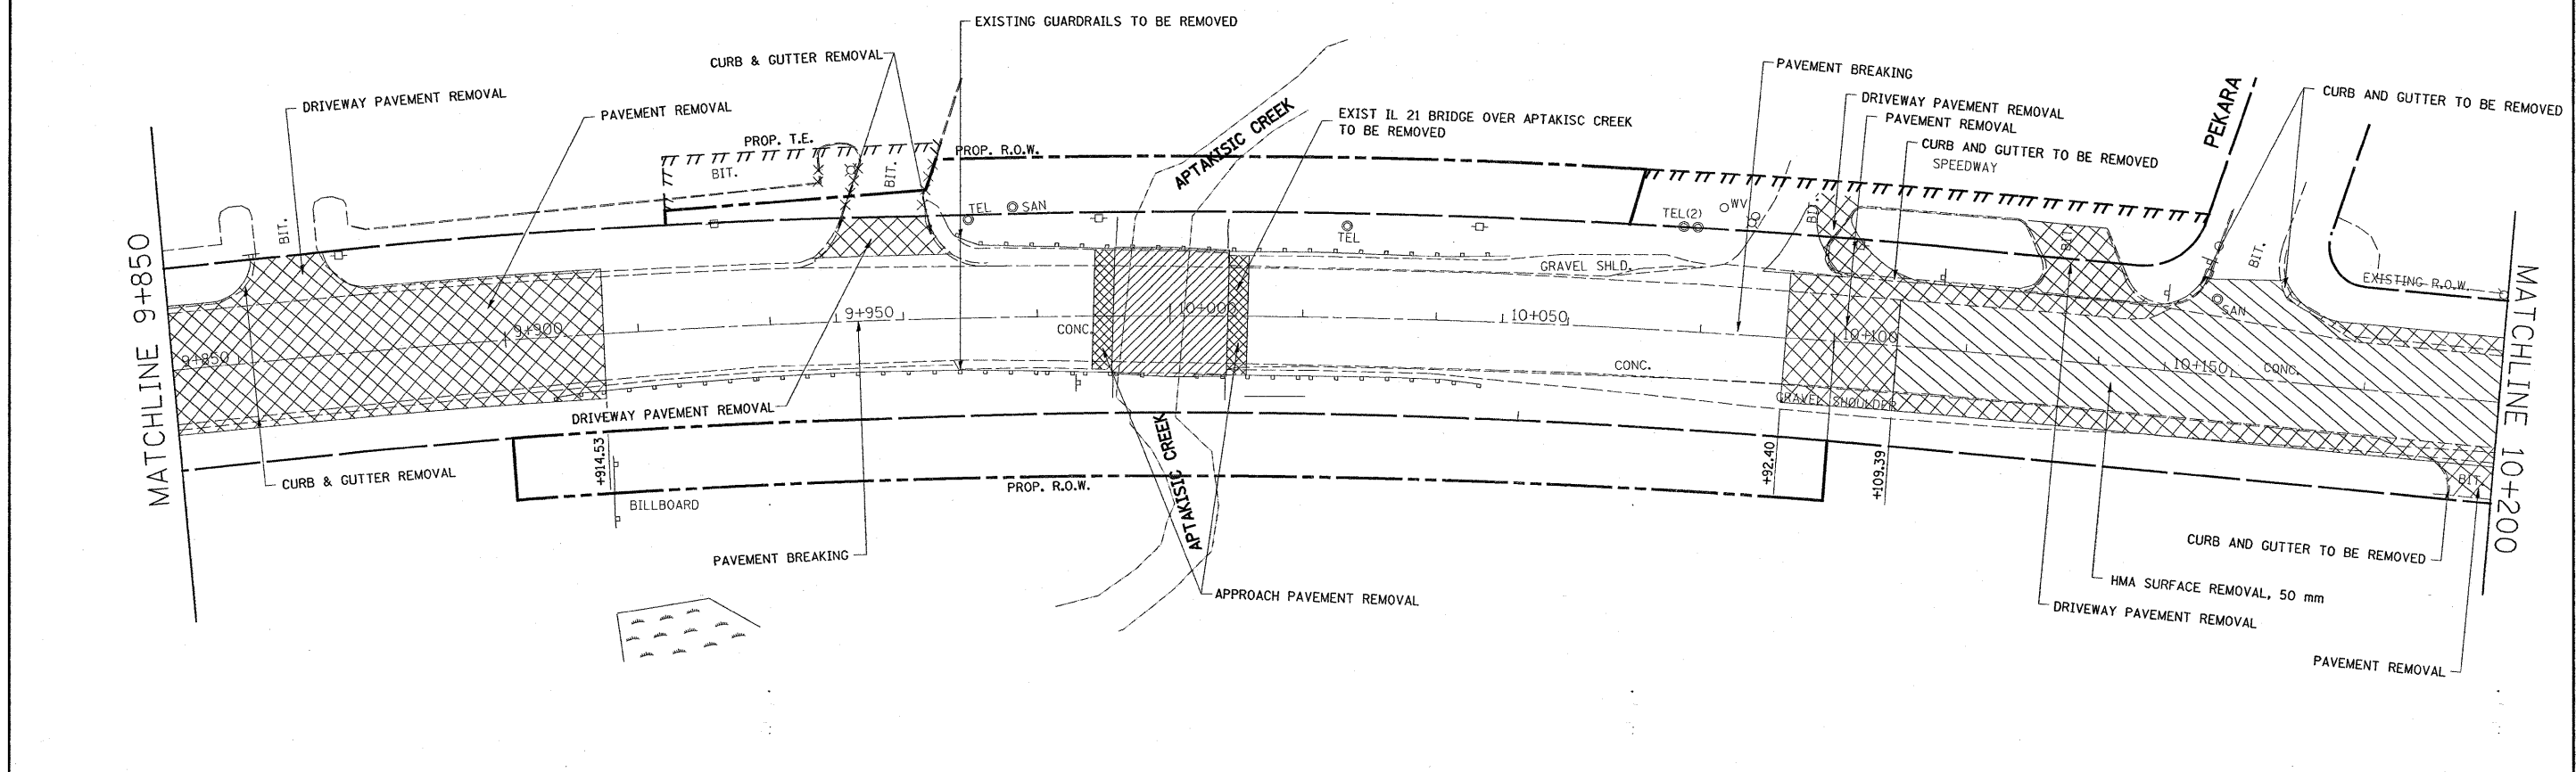 EXISTING GUARDRAILS TO BE REMOVED
CURB & GUTTER REMOVAL
DRIVEWAY PAVEMENT REMOVAL
PAVEMENT REMOVAL
PROP. T.E.
BIT.
BIT.
BIT.
PROP. R.O.W.
APTAKISIC CREEK
EXIST IL 21 BRIDGE OVER APTAKISC CREEK
TO BE REMOVED
PAVEMENT BREAKING
DRIVEWAY PAVEMENT REMOVAL
PAVEMENT REMOVAL
CURB AND GUTTER TO BE REMOVED
SPEEDWAY
PEKARA
CURB AND GUTTER TO BE REMOVED
TEL
SAN
TEL
TEL(2)
WV
BIT.
BIT.
BIT.
EXISTING R.O.W.
SAN
GRAVEL SHLD.
MATCHLINE 9+850
9+850
9+900
9+950
CONC.
10+000
10+050
10+100
10+150
CONC.
CONC.
GRAVEL SHOULDER
MATCHLINE 10+200
DRIVEWAY PAVEMENT REMOVAL
CURB & GUTTER REMOVAL
+914.53
BILLBOARD
PROP. R.O.W.
APTAKISIC CREEK
+92.40
+109.39
BIT.
PAVEMENT BREAKING
APPROACH PAVEMENT REMOVAL
CURB AND GUTTER TO BE REMOVED
HMA SURFACE REMOVAL, 50 mm
DRIVEWAY PAVEMENT REMOVAL
PAVEMENT REMOVAL